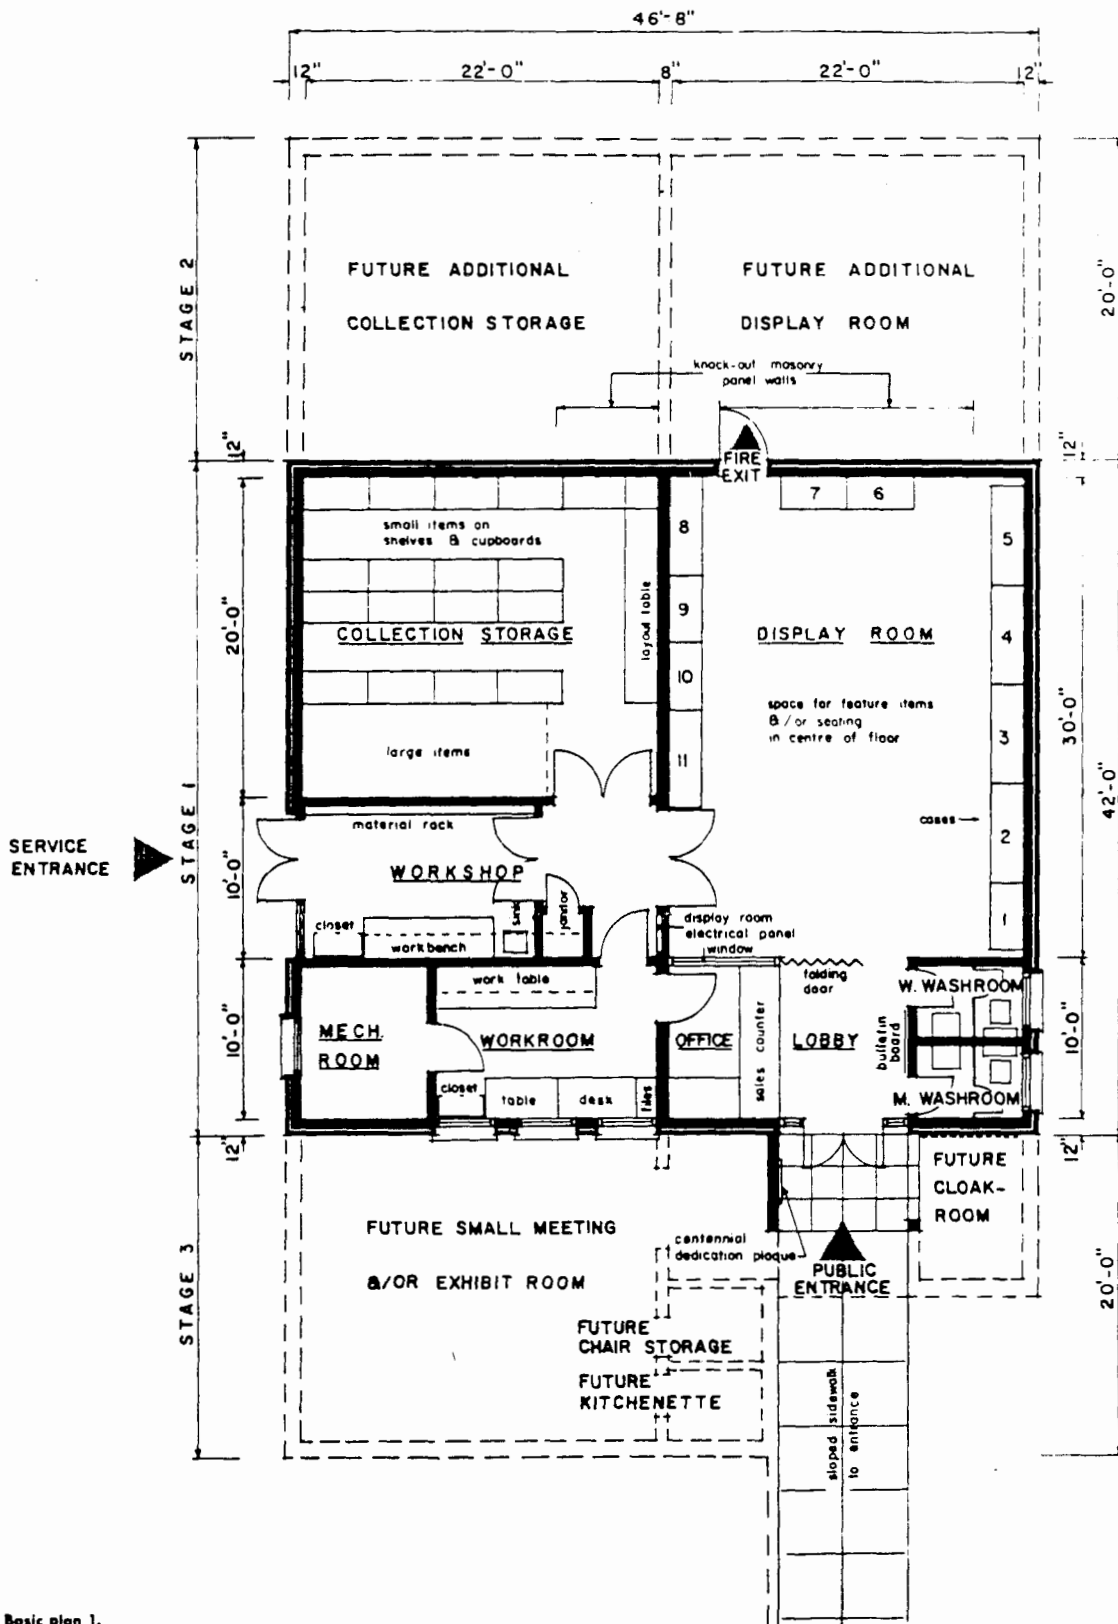 46'-8"
12" 22'-0" 8" 22'-0" 12"
STAGE 2
FUTURE ADDITIONAL
COLLECTION STORAGE
FUTURE ADDITIONAL
DISPLAY ROOM
20'-0"
knock-out masonry
panel walls
12"
12"
FIRE
EXIT
7 6
small items on
shelves & cupboards
8
5
layout table
9
20'-0"
COLLECTION STORAGE
DISPLAY ROOM
4
10
space for feature items
&/or seating
in centre of floor
30'-0"
3
large items
11
42'-0"
STAGE 1
cases
2
material rack
SERVICE
ENTRANCE
10'-0"
WORKSHOP
closet
workbench
sink
janitor
display room
electrical panel
window
1
work table
folding
door
W. WASHROOM
MECH.
ROOM
10'-0"
WORKROOM
OFFICE
sales counter
LOBBY
bulletin
board
10'-0"
closet
table
desk
files
M. WASHROOM
12"
12"
FUTURE
CLOAK-
ROOM
FUTURE SMALL MEETING
&/OR EXHIBIT ROOM
centennial
dedication plaque
PUBLIC
ENTRANCE
STAGE 3
20'-0"
FUTURE
CHAIR STORAGE
FUTURE
KITCHENETTE
sloped sidewalk
to entrance
Basic plan 1.